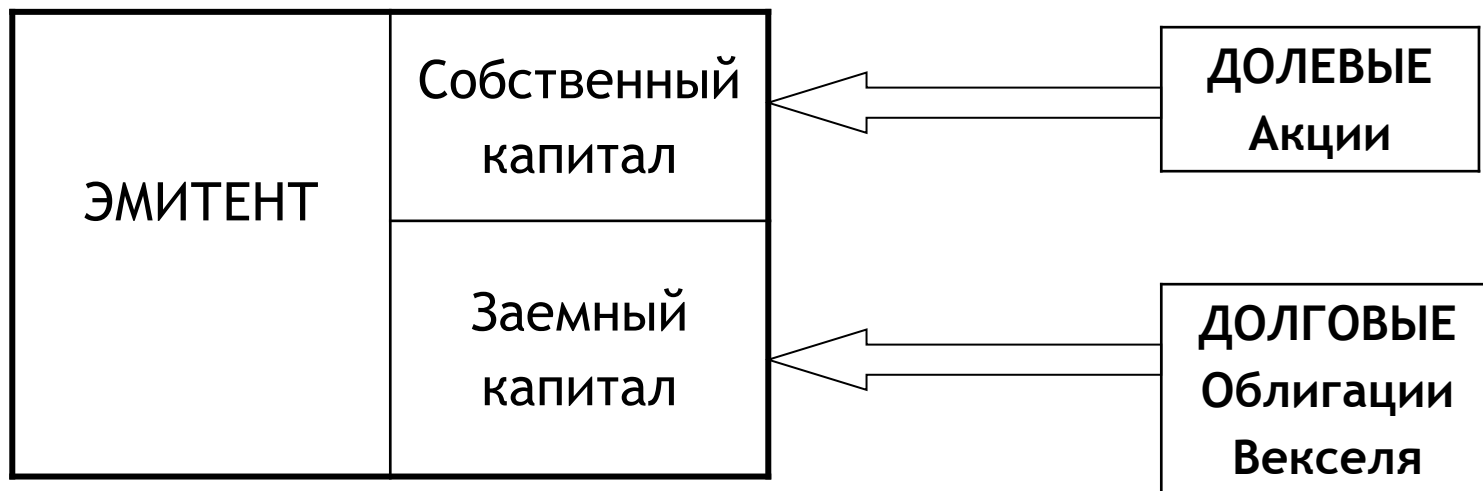 ЭМИТЕНТ
Собственный
капитал
Заемный
капитал
ДОЛЕВЫЕ
Акции
ДОЛГОВЫЕ
Облигации
Векселя